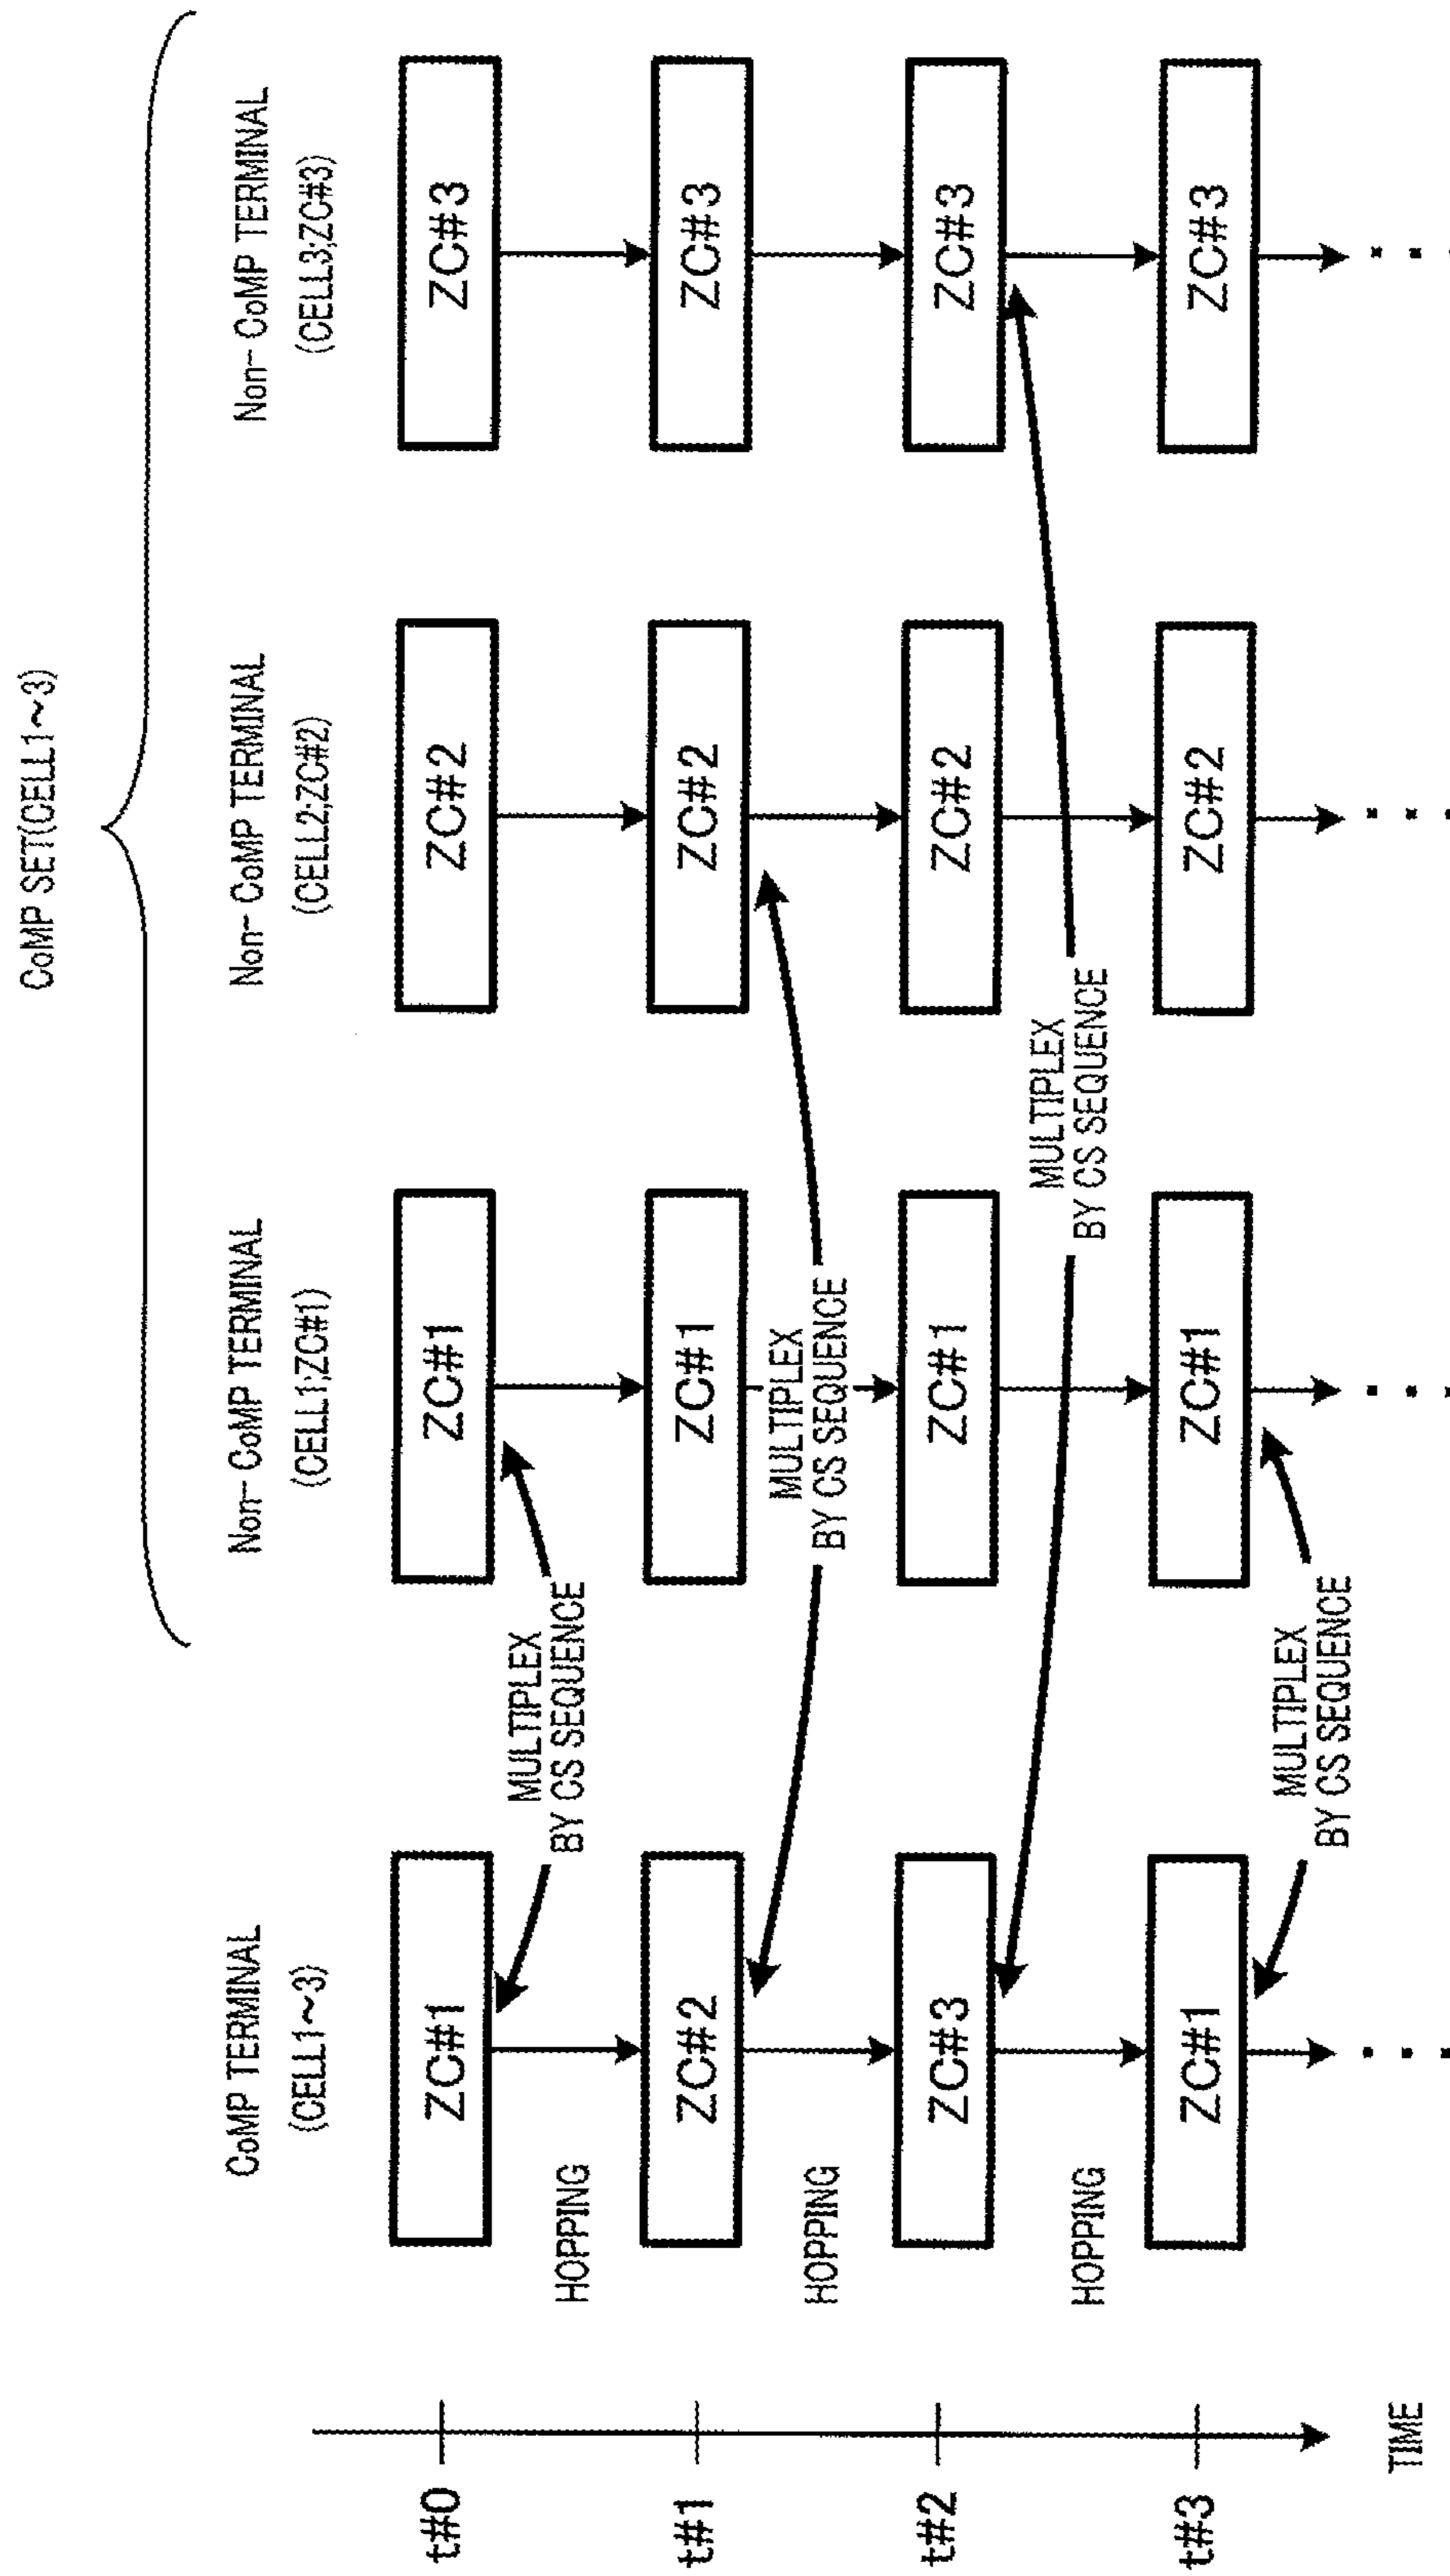 CoMP SET(CELL1~3)
CoMP TERMINAL
(CELL1~3)
Non-CoMP TERMINAL
(CELL1;ZC#1)
Non-CoMP TERMINAL
(CELL2;ZC#2)
Non-CoMP TERMINAL
(CELL3;ZC#3)
t#0
ZC#1
ZC#1
ZC#2
ZC#3
HOPPING
MULTIPLEX
BY CS SEQUENCE
t#1
ZC#2
ZC#1
ZC#2
ZC#3
HOPPING
MULTIPLEX
BY CS SEQUENCE
t#2
ZC#3
ZC#1
ZC#2
ZC#3
HOPPING
MULTIPLEX
BY CS SEQUENCE
t#3
ZC#1
ZC#1
ZC#2
ZC#3
MULTIPLEX
BY CS SEQUENCE
TIME